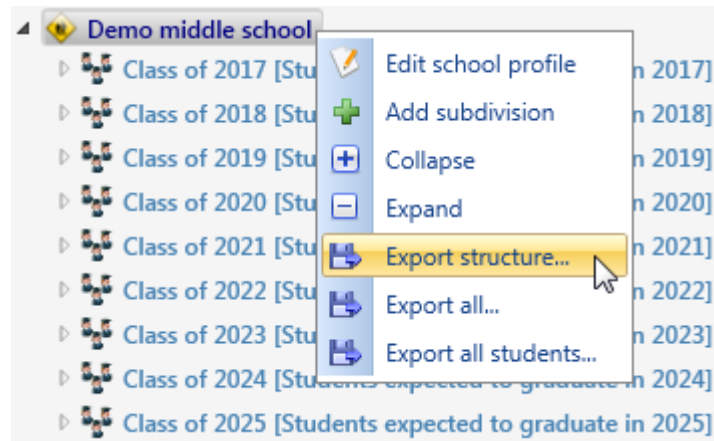 Demo middle school
Class of 2017 [Stu
n 2017]
Class of 2018 [Stu
n 2018]
Class of 2019 [Stu
n 2019]
Class of 2020 [Stu
n 2020]
Class of 2021 [Stu
n 2021]
Class of 2022 [Stu
n 2022]
Class of 2023 [Stu
n 2023]
Class of 2024 [Students expected to graduate in 2024]
Class of 2025 [Students expected to graduate in 2025]
Edit school profile
Add subdivision
Collapse
Expand
Export structure...
Export all...
Export all students...